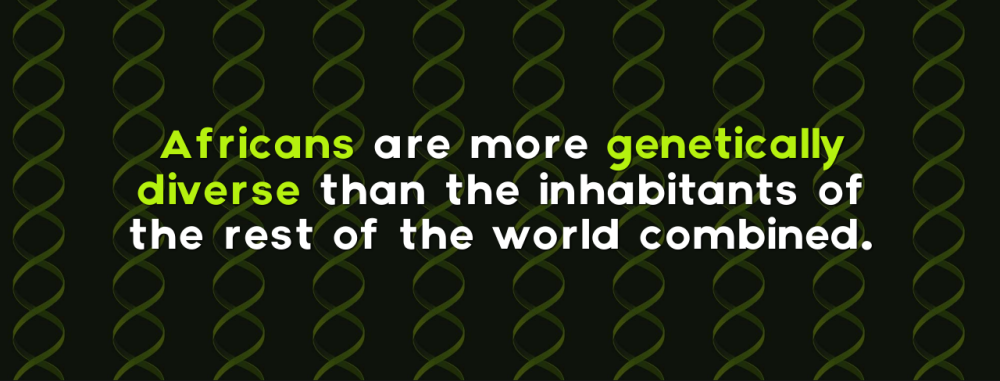 Africans are more genetically
diverse than the inhabitants of
the rest of the world combined.